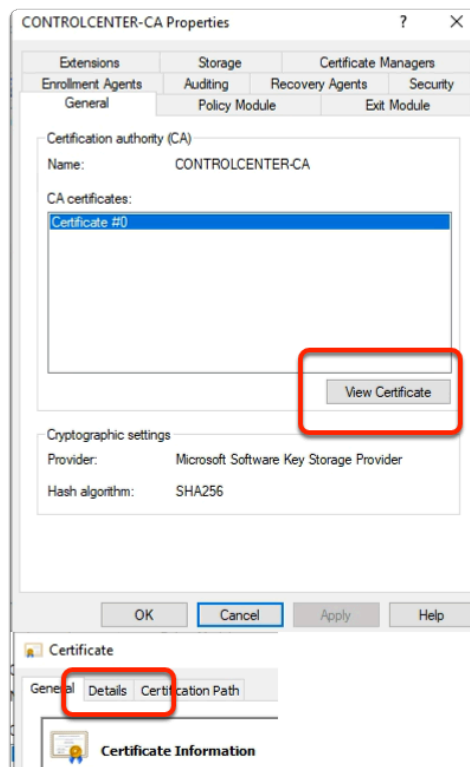 CONTROLCENTER-CA Properties ? ×
Extensions Storage Certificate Managers
Enrollment Agents Auditing Recovery Agents Security
General Policy Module Exit Module
Certification authority (CA)
Name: CONTROLCENTER-CA
CA certificates:
Certificate #0
View Certificate
Cryptographic settings
Provider: Microsoft Software Key Storage Provider
Hash algorithm: SHA256
OK Cancel Apply Help
Certificate
General Details Certification Path
Certificate Information